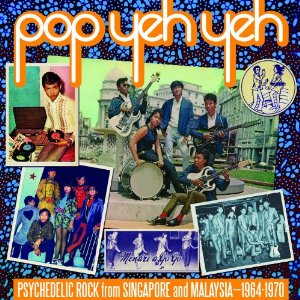 pop yeh yeh
Menari a Go Go
PSYCHEDELIC ROCK from SINGAPORE and MALAYSIA—1964-1970